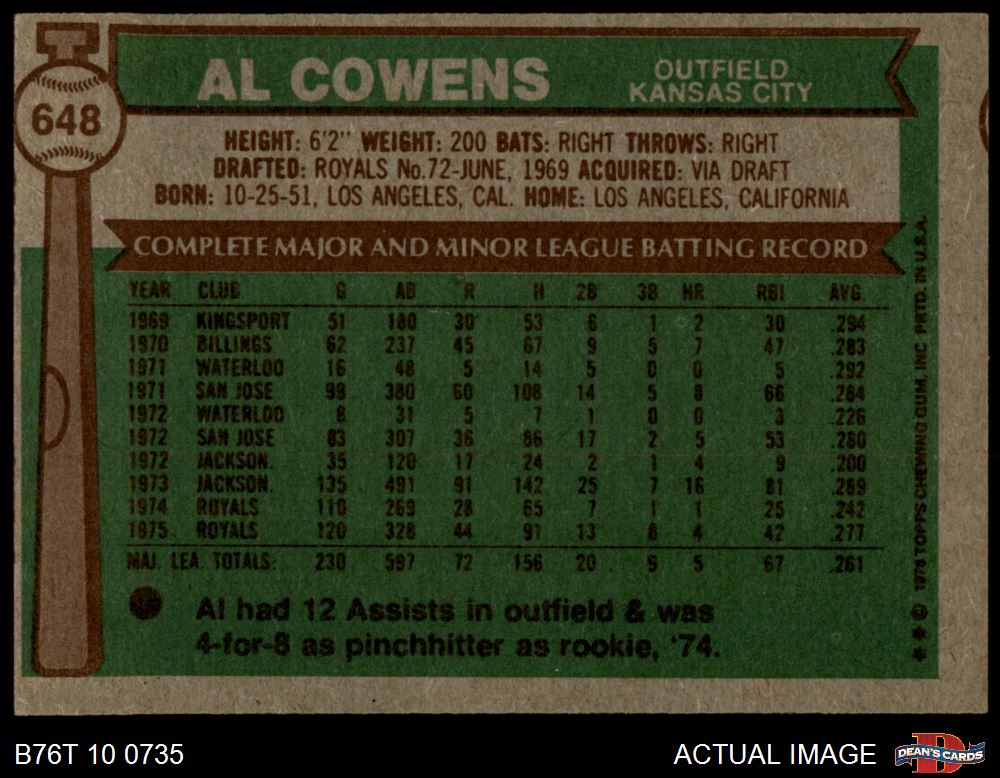 648
AL COWENS
OUTFIELD
KANSAS CITY
HEIGHT: 6'2" WEIGHT: 200 BATS: RIGHT THROWS: RIGHT
DRAFTED: ROYALS No.72-JUNE, 1969 ACQUIRED: VIA DRAFT
BORN: 10-25-51, LOS ANGELES, CAL. HOME: LOS ANGELES, CALIFORNIA
COMPLETE MAJOR AND MINOR LEAGUE BATTING RECORD
YEAR CLUB G AB R H 2B 3B HR RBI AVG.
1969 KINGSPORT 51 180 30 53 6 1 2 30 .294
1970 BILLINGS 62 237 45 67 9 5 7 47 .283
1971 WATERLOO 16 48 5 14 5 0 0 5 .292
1971 SAN JOSE 99 380 60 108 14 5 8 66 .284
1972 WATERLOO 8 31 5 7 1 0 0 3 .226
1972 SAN JOSE 83 307 36 86 17 2 5 53 .280
1972 JACKSON. 35 120 17 24 2 1 4 9 .200
1973 JACKSON. 135 491 91 142 25 7 16 81 .289
1974 ROYALS 110 269 28 65 7 1 1 25 .242
1975 ROYALS 120 328 44 91 13 8 4 42 .277
MAJ. LEA. TOTALS: 230 597 72 156 20 9 5 67 .261
Al had 12 Assists in outfield & was
4-for-8 as pinchhitter as rookie, '74.
* * © 1976 TOPPS CHEWING GUM, INC PRTD. IN U.S.A.
B76T 10 0735
ACTUAL IMAGE
DEAN'S CARDS